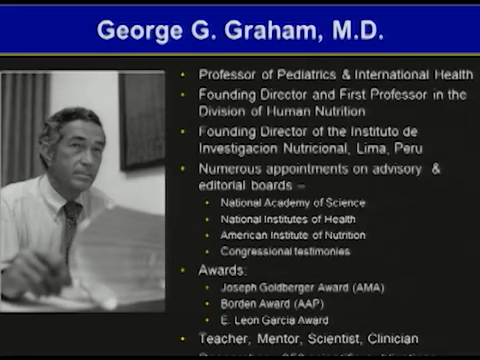 George G. Graham, M.D.
• Professor of Pediatrics & International Health
• Founding Director and First Professor in the
Division of Human Nutrition
• Founding Director of the Instituto de
Investigacion Nutricional, Lima, Peru
• Numerous appointments on advisory & 
editorial boards –
• National Academy of Science
• National Institutes of Health
• American Institute of Nutrition
• Congressional testimonies
• Awards:
• Joseph Goldberger Award (AMA)
• Borden Award (AAP)
• E. Leon Garcia Award
• Teacher, Mentor, Scientist, Clinician